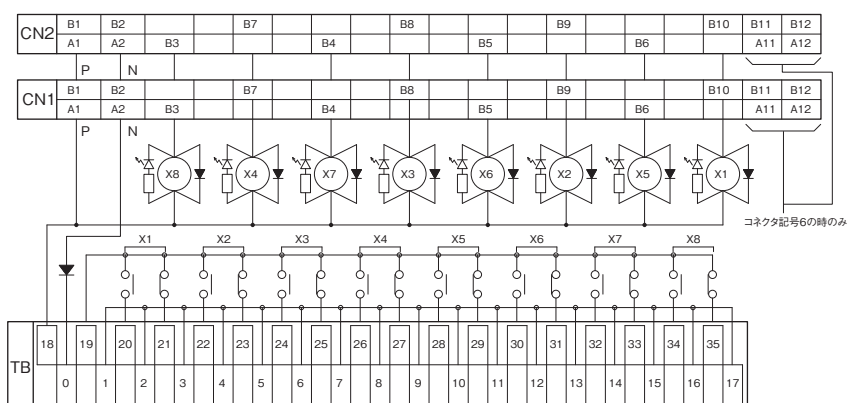 CN2 B1 B2 B7 B8 B9 B10 B11 B12
A1 A2 B3 B4 B5 B6 A11 A12
P N
CN1 B1 B2 B7 B8 B9 B10 B11 B12
A1 A2 B3 B4 B5 B6 A11 A12
P N
X8 X4 X7 X3 X6 X2 X5 X1
コネクタ記号6の時のみ
X1 X2 X3 X4 X5 X6 X7 X8
18 19 20 21 22 23 24 25 26 27 28 29 30 31 32 33 34 35
TB
0 1 2 3 4 5 6 7 8 9 10 11 12 13 14 15 16 17